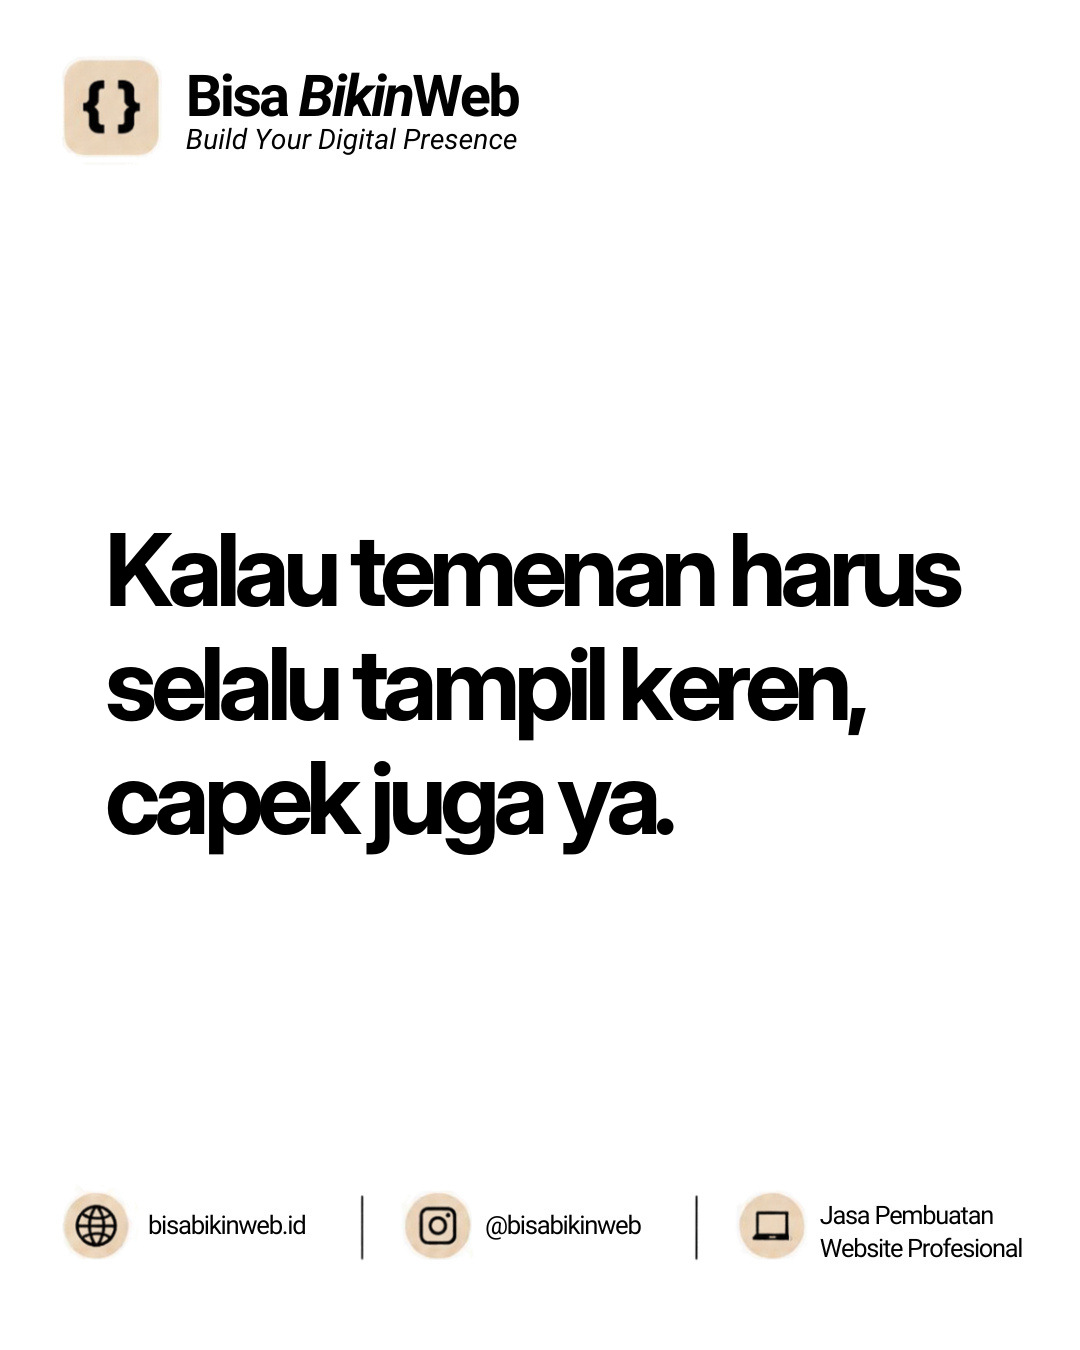 { }
Bisa BikinWeb
Build Your Digital Presence
Kalau temenan harus
selalu tampil keren,
capek juga ya.
bisabikinweb.id
@bisabikinweb
Jasa Pembuatan
Website Profesional